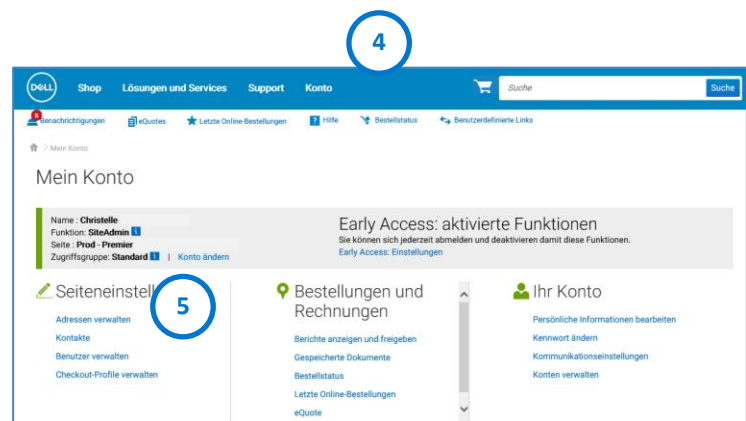 4
DELL
Shop Lösungen und Services Support Konto Suche Suche
Benachrichtigungen eQuotes Letzte Online-Bestellungen ? Hilfe Bestellstatus Benutzerdefinierte Links
> Mein Konto
Mein Konto
Name : Christelle
Funktion: SiteAdmin i
Seite : Prod - Premier
Zugriffsgruppe: Standard i | Konto ändern
Early Access: aktivierte Funktionen
Sie können sich jederzeit abmelden und deaktivieren damit diese Funktionen.
Early Access: Einstellungen
Seiteneinstell
5
Adressen verwalten
Kontakte
Benutzer verwalten
Checkout-Profile verwalten
Bestellungen und
Rechnungen
Berichte anzeigen und freigeben
Gespeicherte Dokumente
Bestellstatus
Letzte Online-Bestellungen
eQuote
Ihr Konto
Persönliche Informationen bearbeiten
Kennwort ändern
Kommunikationseinstellungen
Konten verwalten